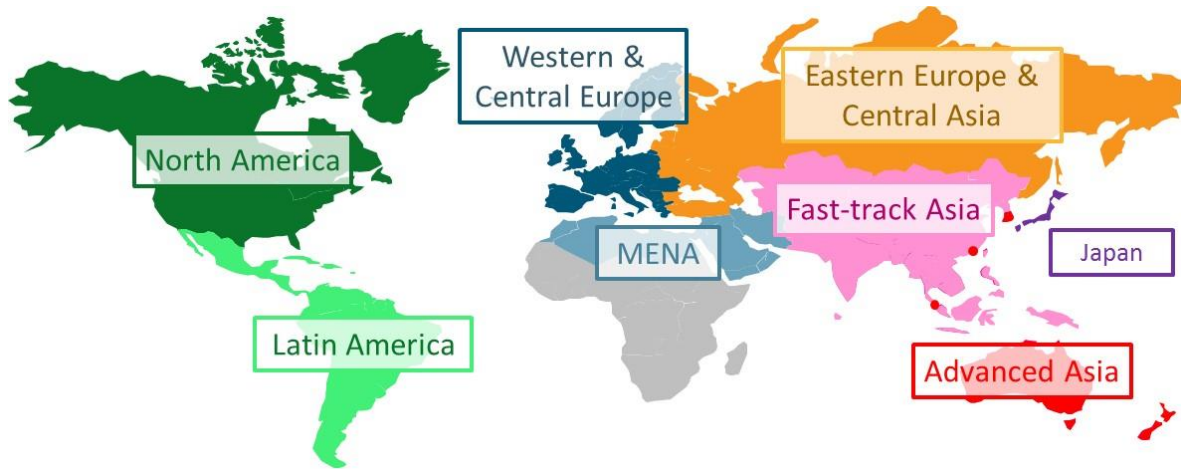 Western &
Central Europe
Eastern Europe &
Central Asia
North America
Fast-track Asia
MENA
Japan
Latin America
Advanced Asia